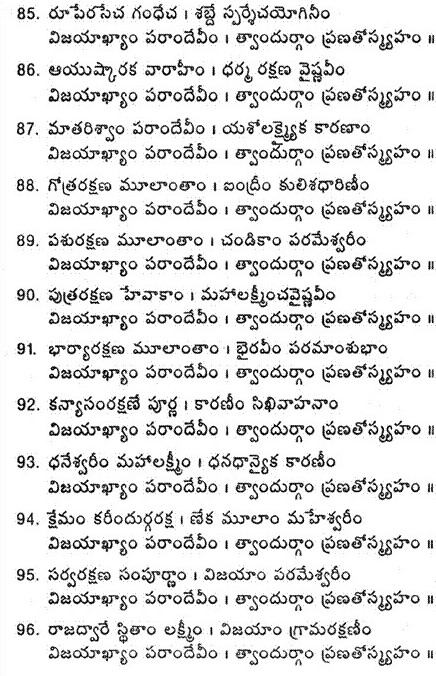 85. రూపేరసేచ గంధేచ । శబ్దే స్పర్శేచయోగినీం
విజయాఖ్యాం పరాందేవీం । త్వాందుర్గాం ప్రణతోస్మ్యహం ॥
86. ఆయుష్కారక వారాహీం । ధర్మ రక్షణ వైష్ణవీం
విజయాఖ్యాం పరాందేవీం । త్వాందుర్గాం ప్రణతోస్మ్యహం ॥
87. మాతరిశ్వాం పరాందేవీం । యశోలక్ష్మ్యైక కారణాం
విజయాఖ్యాం పరాందేవీం । త్వాందుర్గాం ప్రణతోస్మ్యహం ॥
88. గోత్రరక్షణ మూలాంతాం । ఐంద్రీం కులిశధారిణీం
విజయాఖ్యాం పరాందేవీం । త్వాందుర్గాం ప్రణతోస్మ్యహం ॥
89. పశురక్షణ మూలాంతాం । చండికాం పరమేశ్వరీం
విజయాఖ్యాం పరాందేవీం । త్వాందుర్గాం ప్రణతోస్మ్యహం ॥
90. పుత్రరక్షణ హేవాకాం । మహాలక్ష్మీంచవైష్ణవీం
విజయాఖ్యాం పరాందేవీం । త్వాందుర్గాం ప్రణతోస్మ్యహం ॥
91. భార్యారక్షణ మూలాంతాం । భైరవీం పరమాంశుభాం
విజయాఖ్యాం పరాందేవీం । త్వాందుర్గాం ప్రణతోస్మ్యహం ॥
92. కన్యాసంరక్షణే పూర్ణ । కారణీం సిఖివాహనాం
విజయాఖ్యాం పరాందేవీం । త్వాందుర్గాం ప్రణతోస్మ్యహం ॥
93. ధనేశ్వరీం మహాలక్ష్మీం । ధనధాన్యైక కారణీం
విజయాఖ్యాం పరాందేవీం । త్వాందుర్గాం ప్రణతోస్మ్యహం ॥
94. క్షేమం కరీందుర్గరక్ష । ణేక మూలాం మహేశ్వరీం
విజయాఖ్యాం పరాందేవీం । త్వాందుర్గాం ప్రణతోస్మ్యహం ॥
95. సర్వరక్షణ సంపూర్ణాం । విజయాం పరమేశ్వరీం
విజయాఖ్యాం పరాందేవీం । త్వాందుర్గాం ప్రణతోస్మ్యహం ॥
96. రాజద్వారే స్థితాం లక్ష్మీం । విజయాం గ్రామరక్షణీం
విజయాఖ్యాం పరాందేవీం । త్వాందుర్గాం ప్రణతోస్మ్యహం ॥